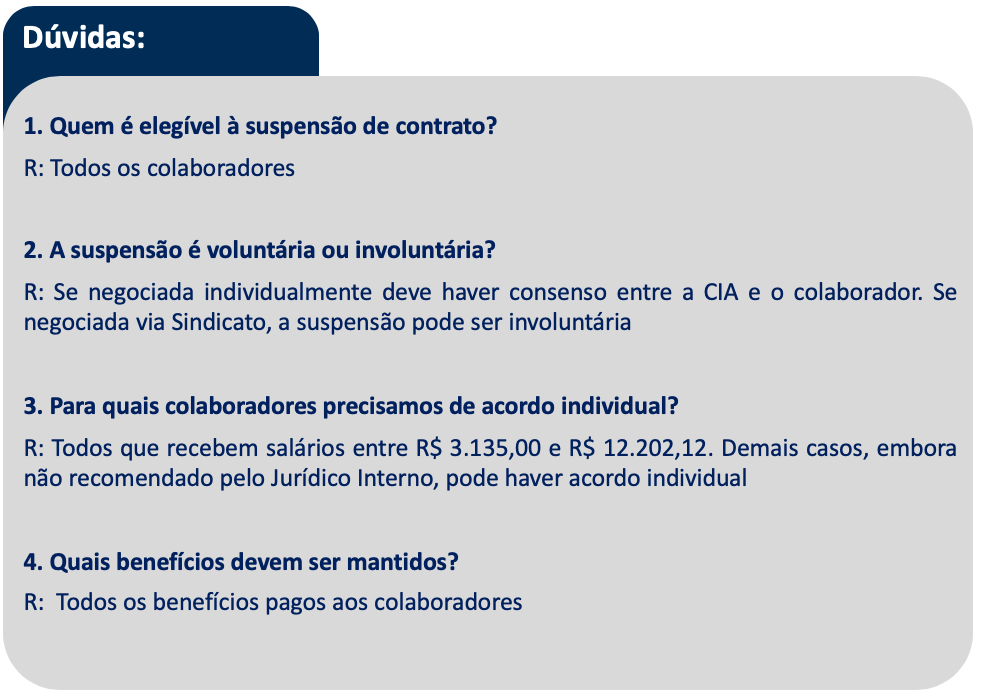 Dúvidas:
1. Quem é elegível à suspensão de contrato?
R: Todos os colaboradores
2. A suspensão é voluntária ou involuntária?
R: Se negociada individualmente deve haver consenso entre a CIA e o colaborador. Se
negociada via Sindicato, a suspensão pode ser involuntária
3. Para quais colaboradores precisamos de acordo individual?
R: Todos que recebem salários entre R$ 3.135,00 e R$ 12.202,12. Demais casos, embora
não recomendado pelo Jurídico Interno, pode haver acordo individual
4. Quais benefícios devem ser mantidos?
R:  Todos os benefícios pagos aos colaboradores